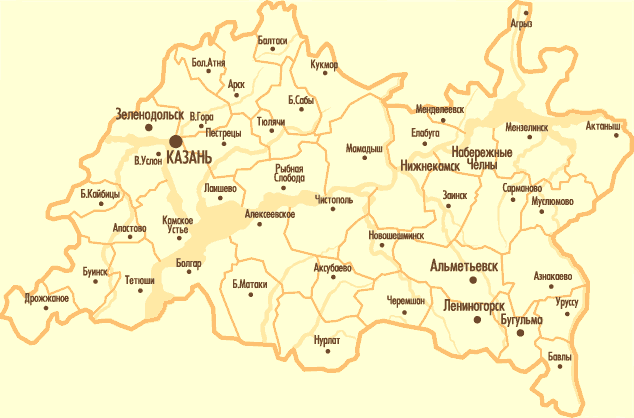 Агрыз
Балтаси
Кукмор
Бол.Атня
Арск
Б.Сабы
Менделеевск
Зеленодольск
В.Гора
Тюлячи
Пестрецы
Елабуга
Мензелинск
Актаныш
КАЗАНЬ
В.Услон
Мамадыш
Набережные
Челны
Нижнекамск
Рыбная
Слобода
Б.Кайбицы
Лаишево
Чистополь
Заинск
Сарманово
Муслюмово
Апастово
Камское
Устье
Алексеевское
Новошешминск
Буинск
Тетюши
Болгар
Аксубаево
Альметьевск
Азнакаево
Дрожжаное
Б.Матаки
Черемшан
Лениногорск
Бугульма
Уруссу
Нурлат
Бавлы